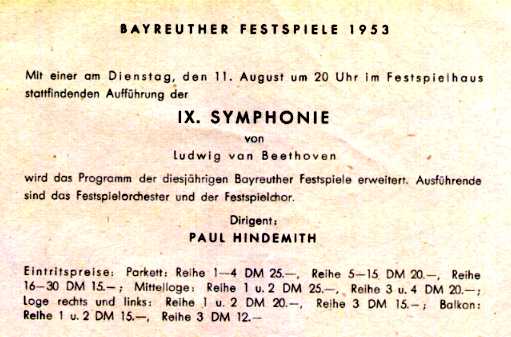 BAYREUTHER FESTSPIELE 1953
Mit einer am Dienstag, den 11. August um 20 Uhr im Festspielhaus
stattfindenden Aufführung der
IX. SYMPHONIE
von
Ludwig van Beethoven
wird das Programm der diesjährigen Bayreuther Festspiele erweitert. Ausführende
sind das Festspielorchester und der Festspielchor.
Dirigent:
PAUL HINDEMITH
Eintrittspreise: Parkett: Reihe 1—4 DM 25.—, Reihe 5—15 DM 20.—, Reihe
16—30 DM 15.—; Mittelloge: Reihe 1 u. 2 DM 25.—, Reihe 3 u. 4 DM 20.—;
Loge rechts und links: Reihe 1 u. 2 DM 20.—, Reihe 3 DM 15.—; Balkon:
Reihe 1 u. 2 DM 15.—, Reihe 3 DM 12.—